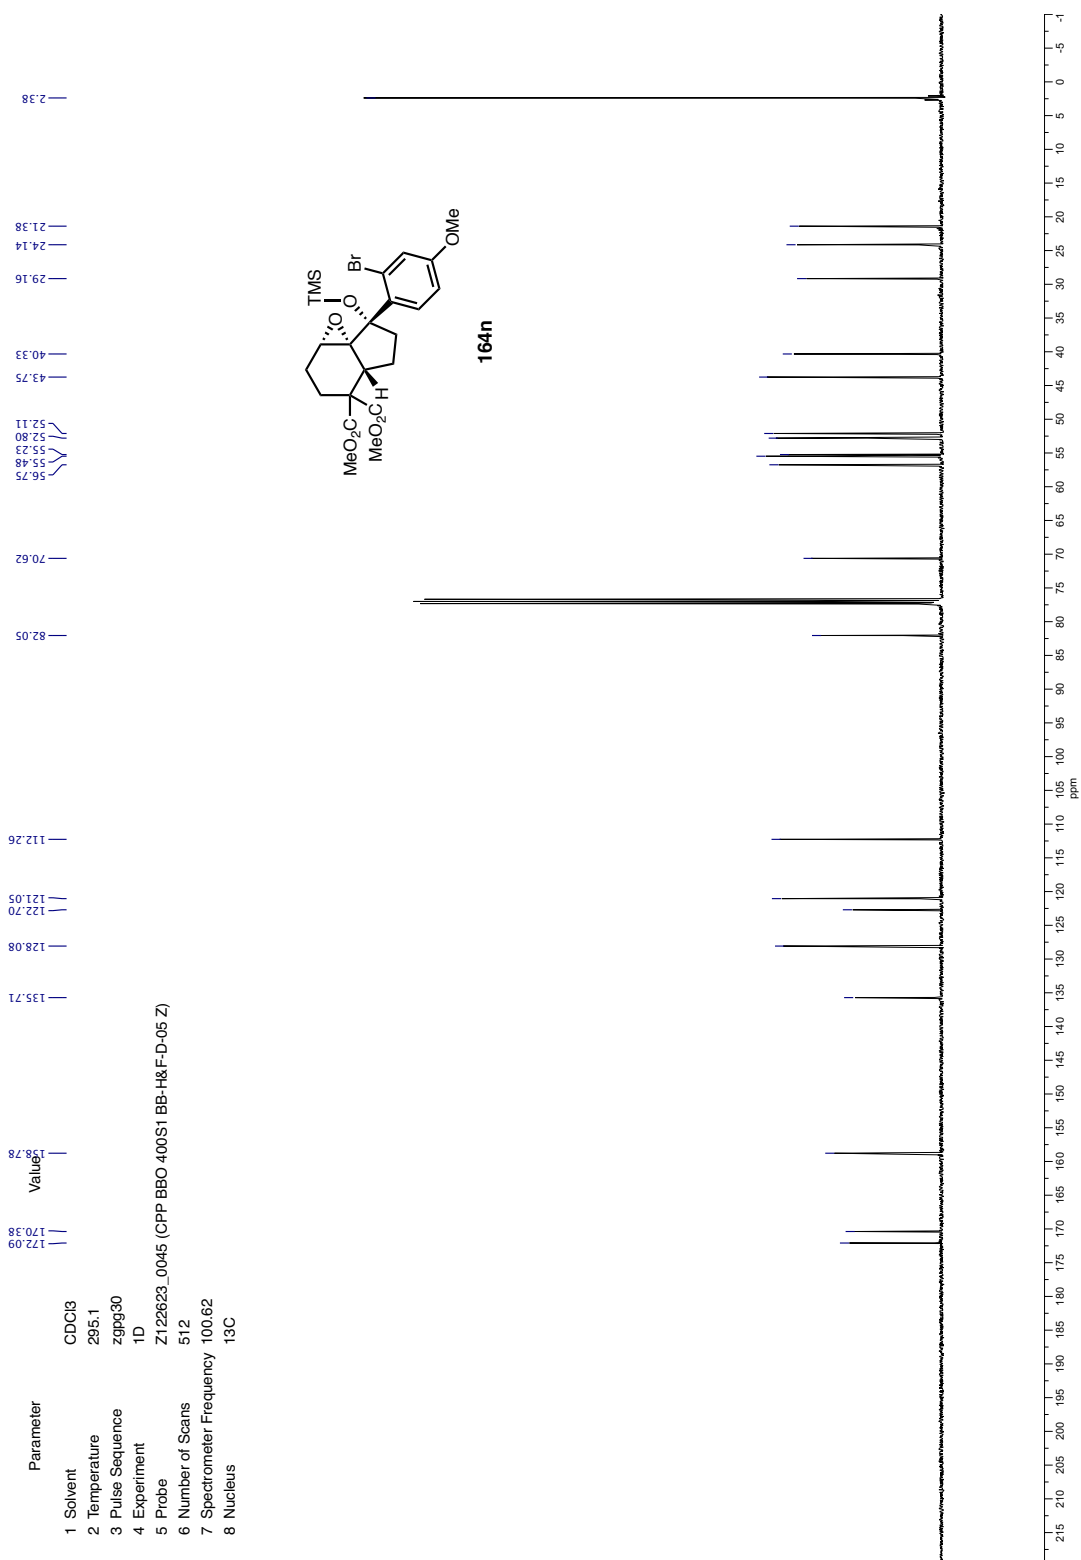 Parameter Value
1 Solvent CDCl3
2 Temperature 295.1
3 Pulse Sequence zgpg30
4 Experiment 1D
5 Probe Z122623_0045 (CPP BBO 400S1 BB-H&F-D-05 Z)
6 Number of Scans 512
7 Spectrometer Frequency 100.62
8 Nucleus 13C
172.09
170.38
158.78
135.71
128.08
122.70
121.05
112.26
82.05
70.62
56.75
55.48
55.23
52.80
52.11
43.75
40.33
29.16
24.14
21.38
2.38
TMS
O
O
Br
MeO₂C
MeO₂C
H
OMe
164n
215 210 205 200 195 190 185 180 175 170 165 160 155 150 145 140 135 130 125 120 115 110 105 100 95 90 85 80 75 70 65 60 55 50 45 40 35 30 25 20 15 10 5 0 -5 -1
ppm